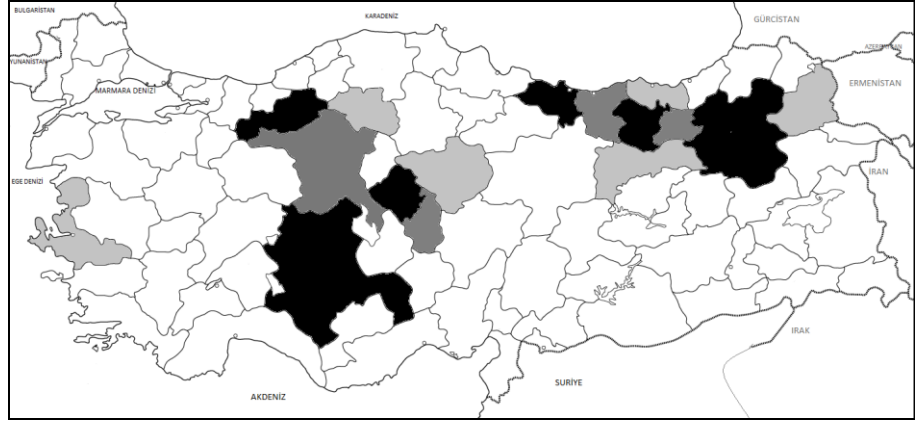 BULGARİSTAN
KARADENİZ
GÜRCİSTAN
YUNANİSTAN
AZERBAYCAN
MARMARA DENİZİ
ERMENİSTAN
EGE DENİZİ
İRAN
IRAK
SURİYE
AKDENİZ